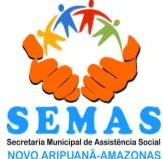 SEMAS
Secretaria Municipal de Assistência Social
NOVO ARIPUANÃ-AMAZONAS